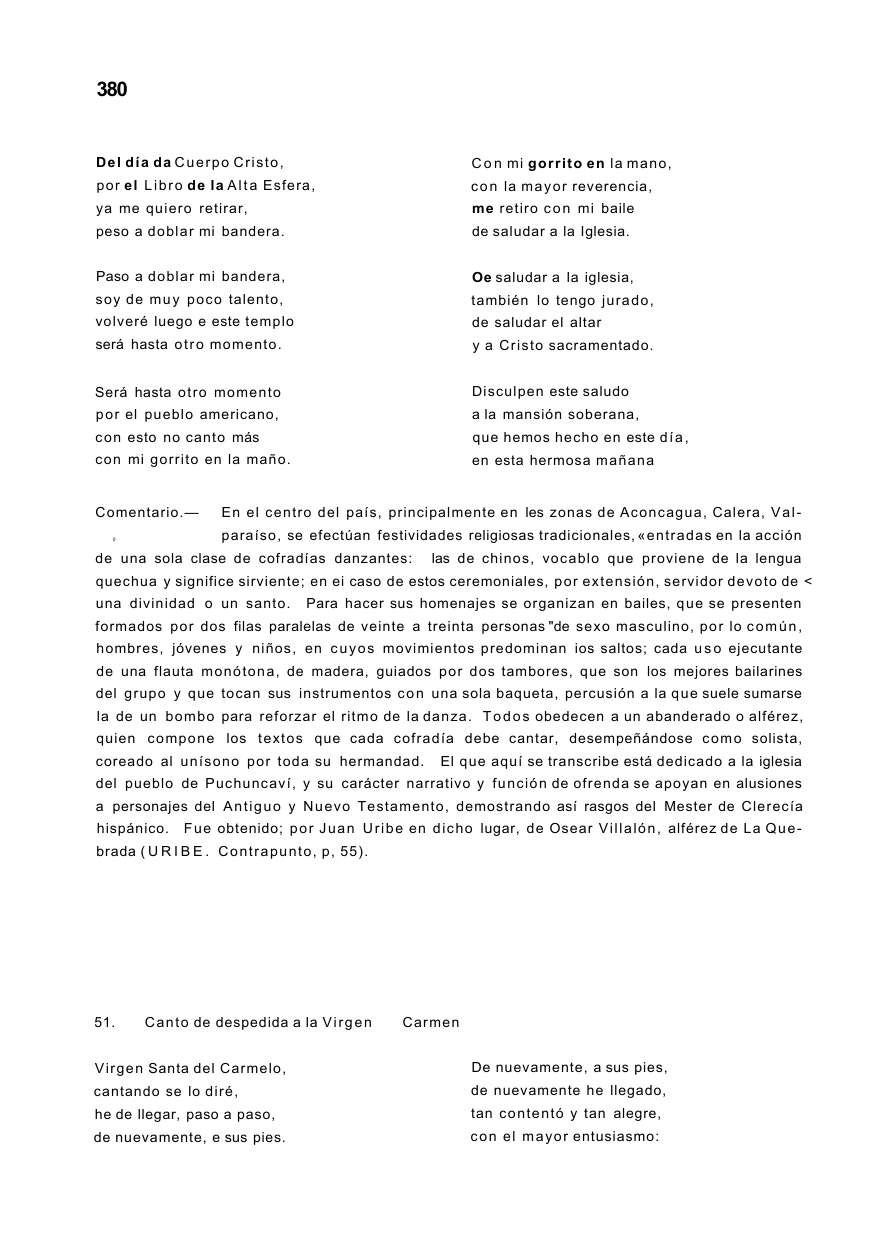 380
Del día da Cuerpo Cristo,
por el Libro de la Alta Esfera,
ya me quiero retirar,
peso a doblar mi bandera.
Paso a doblar mi bandera,
soy de muy poco talento,
volveré luego e este templo
será hasta otro momento.
Será hasta otro momento
por el pueblo americano,
con esto no canto más
con mi gorrito en la maño.
Con mi gorrito en la mano,
con la mayor reverencia,
me retiro con mi baile
de saludar a la Iglesia.
Oe saludar a la iglesia,
también lo tengo jurado,
de saludar el altar
y a Cristo sacramentado.
Disculpen este saludo
a la mansión soberana,
que hemos hecho en este día,
en esta hermosa mañana
Comentario.— En el centro del país, principalmente en les zonas de Aconcagua, Calera, Val-
paraíso, se efectúan festividades religiosas tradicionales, «entradas en la acción
de una sola clase de cofradías danzantes: las de chinos, vocablo que proviene de la lengua
quechua y significe sirviente; en ei caso de estos ceremoniales, por extensión, servidor devoto de <
una divinidad o un santo. Para hacer sus homenajes se organizan en bailes, que se presenten
formados por dos filas paralelas de veinte a treinta personas "de sexo masculino, por lo común,
hombres, jóvenes y niños, en cuyos movimientos predominan ios saltos; cada uso ejecutante
de una flauta monótona, de madera, guiados por dos tambores, que son los mejores bailarines
del grupo y que tocan sus instrumentos con una sola baqueta, percusión a la que suele sumarse
la de un bombo para reforzar el ritmo de la danza. Todos obedecen a un abanderado o alférez,
quien compone los textos que cada cofradía debe cantar, desempeñándose como solista,
coreado al unísono por toda su hermandad. El que aquí se transcribe está dedicado a la iglesia
del pueblo de Puchuncaví, y su carácter narrativo y función de ofrenda se apoyan en alusiones
a personajes del Antiguo y Nuevo Testamento, demostrando así rasgos del Mester de Clerecía
hispánico. Fue obtenido; por Juan Uribe en dicho lugar, de Osear Villalón, alférez de La Que-
brada (URIBE. Contrapunto, p, 55).
51. Canto de despedida a la Virgen Carmen
Virgen Santa del Carmelo,
cantando se lo diré,
he de llegar, paso a paso,
de nuevamente, e sus pies.
De nuevamente, a sus pies,
de nuevamente he llegado,
tan contentó y tan alegre,
con el mayor entusiasmo: